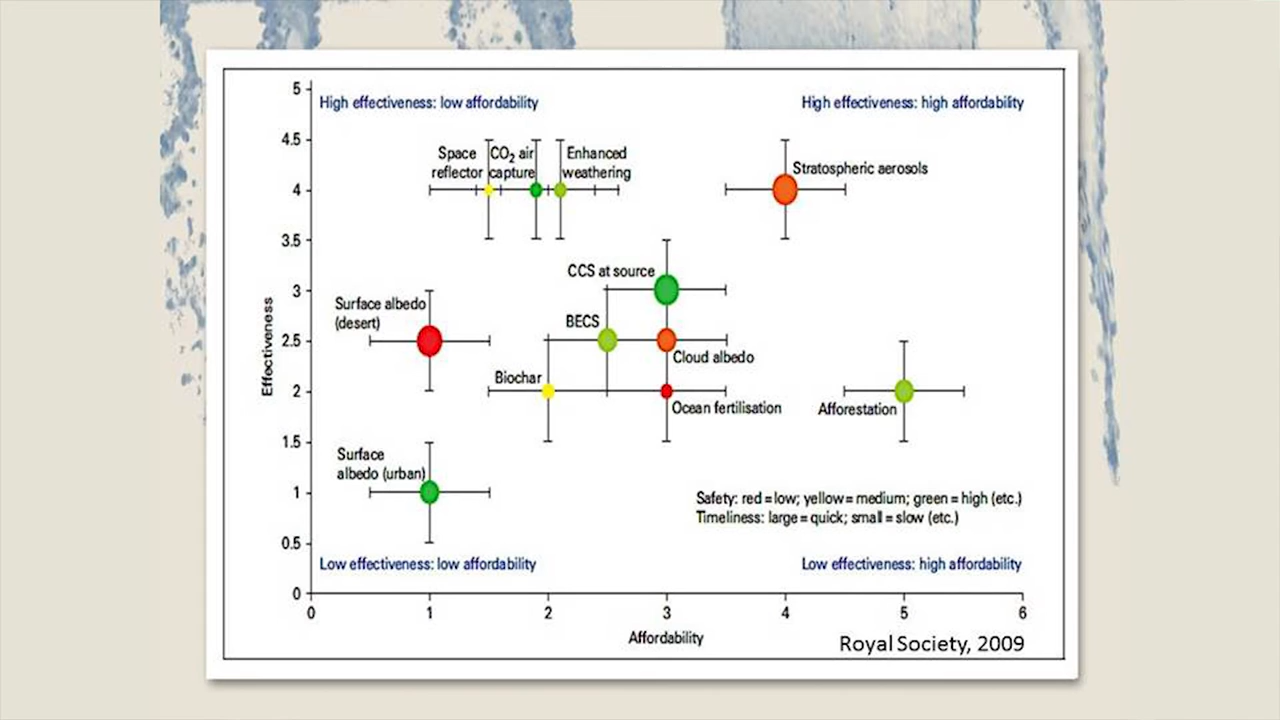 5
High effectiveness: low affordability
High effectiveness: high affordability
4.5
Space
reflector
CO2 air
capture
Enhanced
weathering
Stratospheric aerosols
4
3.5
CCS at source
3
Surface albedo
(desert)
BECS
2.5
Cloud albedo
Biochar
2
Ocean fertilisation
Afforestation
1.5
Surface
albedo (urban)
1
Safety: red = low; yellow = medium; green = high (etc.)
Timeliness: large = quick; small = slow (etc.)
0.5
Low effectiveness: low affordability
Low effectiveness: high affordability
0
Effectiveness
0 1 2 3 4 5 6
Affordability
Royal Society, 2009